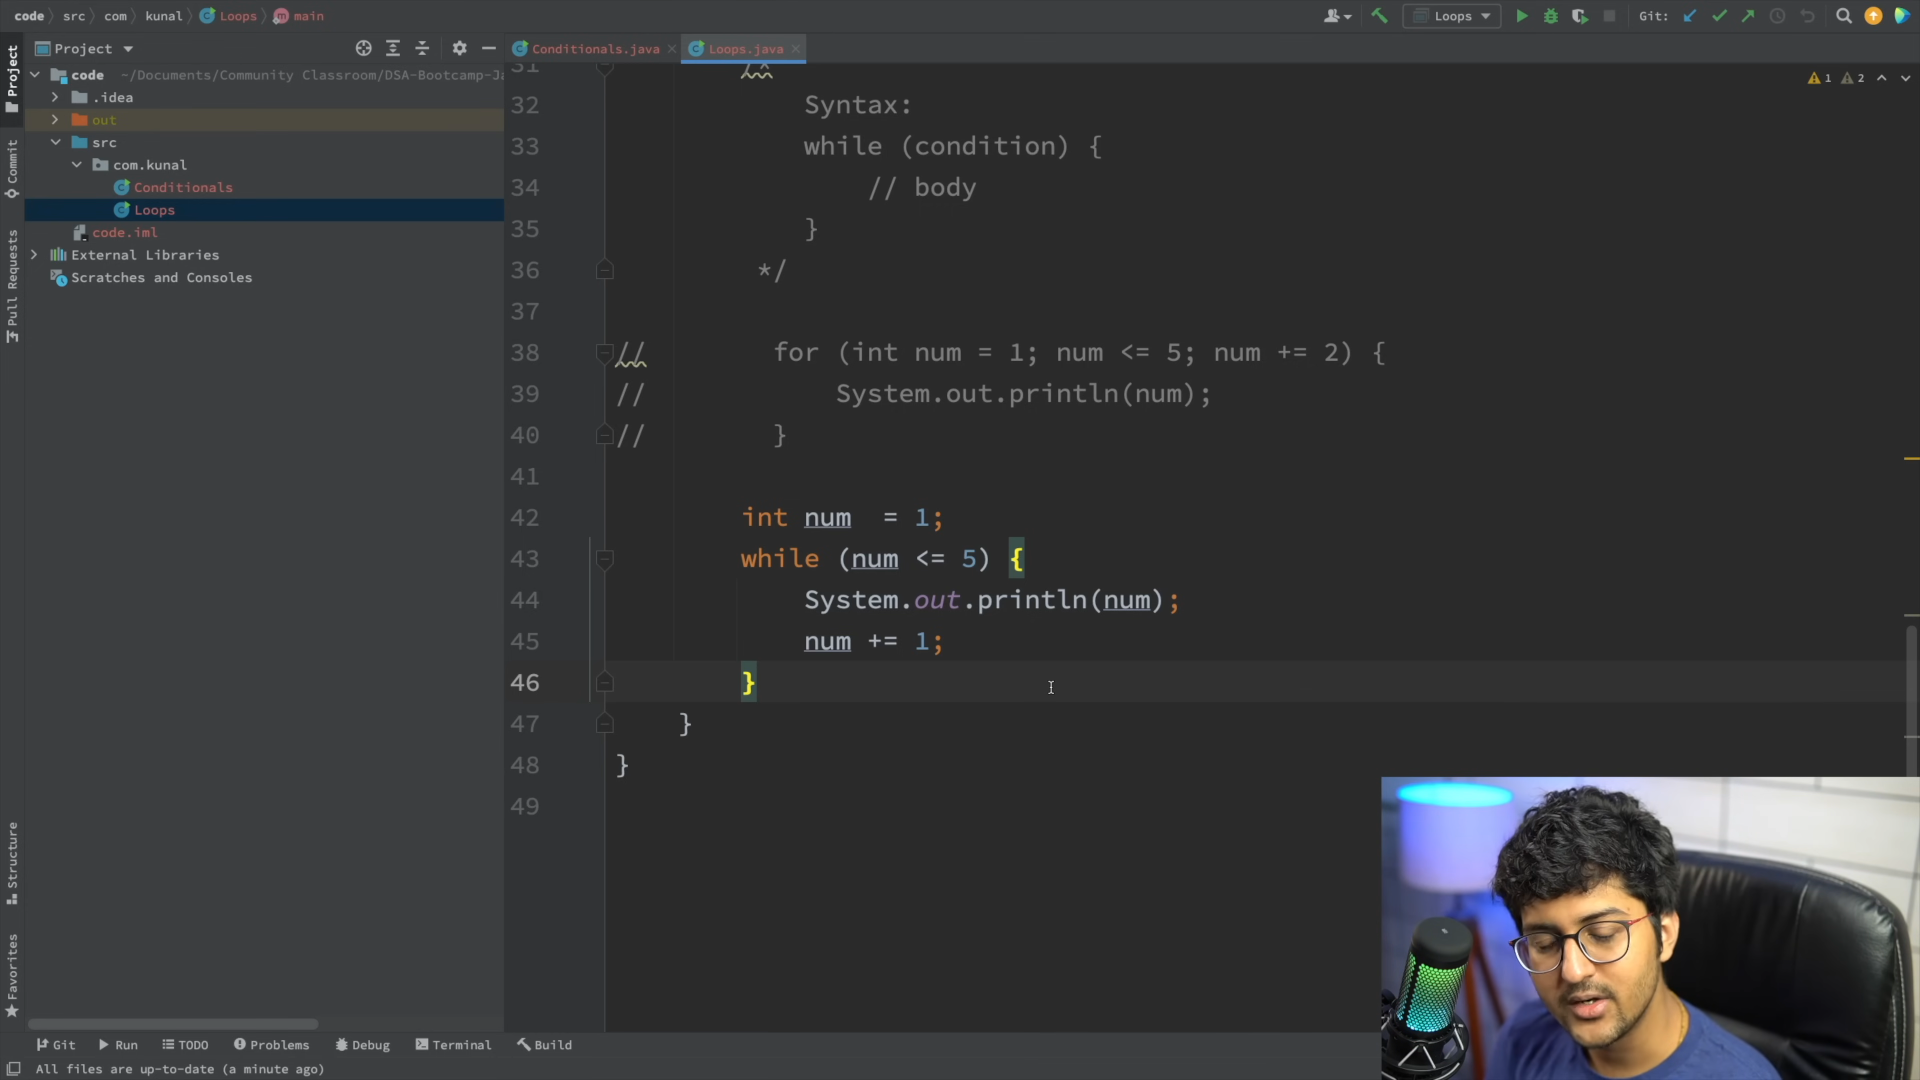 code src com kunal Loops main
Loops
Git:
Project
Conditionals.java
Loops.java
Project
Commit
Pull Requests
Structure
Favorites
code ~/Documents/Community Classroom/DSA-Bootcamp-Ja
.idea
out
src
com.kunal
Conditionals
Loops
code.iml
External Libraries
Scratches and Consoles
1 2
31 /*
32 Syntax:
33 while (condition) {
34 // body
35 }
36 */
37
38 // for (int num = 1; num <= 5; num += 2) {
39 // System.out.println(num);
40 // }
41
42 int num  = 1;
43 while (num <= 5) {
44 System.out.println(num);
45 num += 1;
46 }
47 }
48 }
49
Git Run TODO Problems Debug Terminal Build
All files are up-to-date (a minute ago)